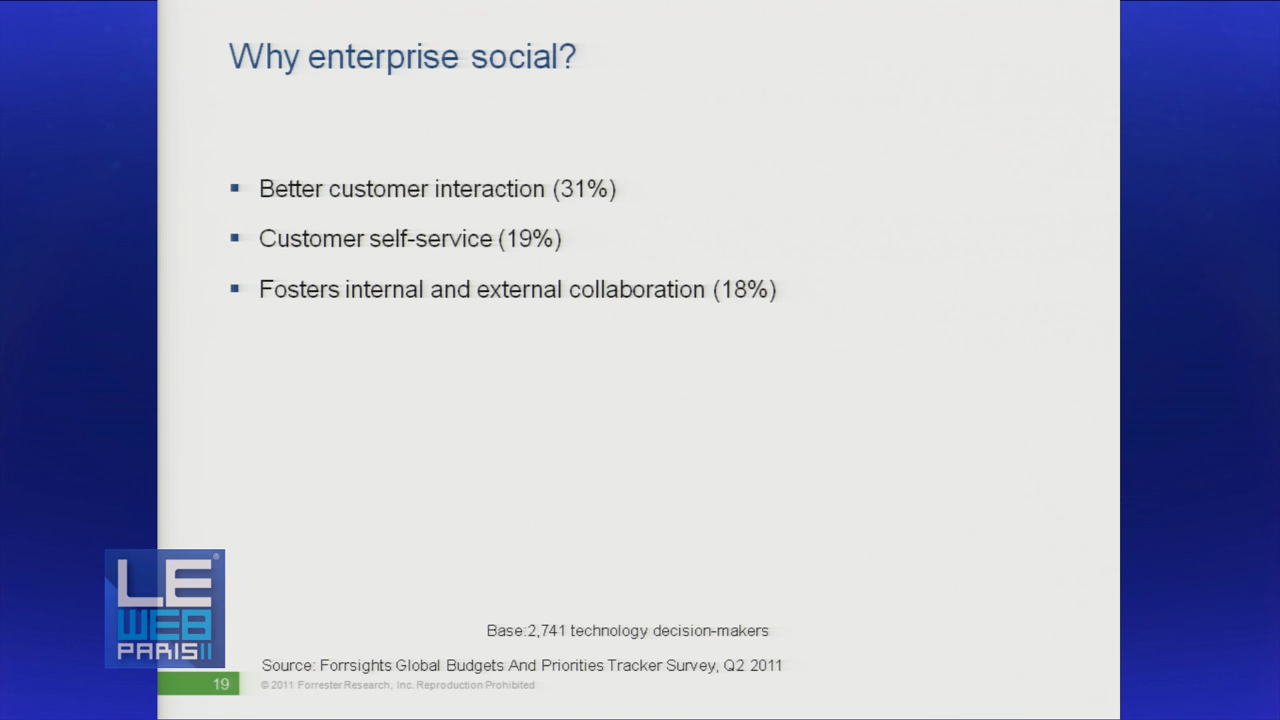 Why enterprise social?
Better customer interaction (31%)
Customer self-service (19%)
Fosters internal and external collaboration (18%)
LE®
WEB
PARIS11
Base:2,741 technology decision-makers
Source: Forrsights Global Budgets And Priorities Tracker Survey, Q2 2011
19
© 2011 Forrester Research, Inc. Reproduction Prohibited